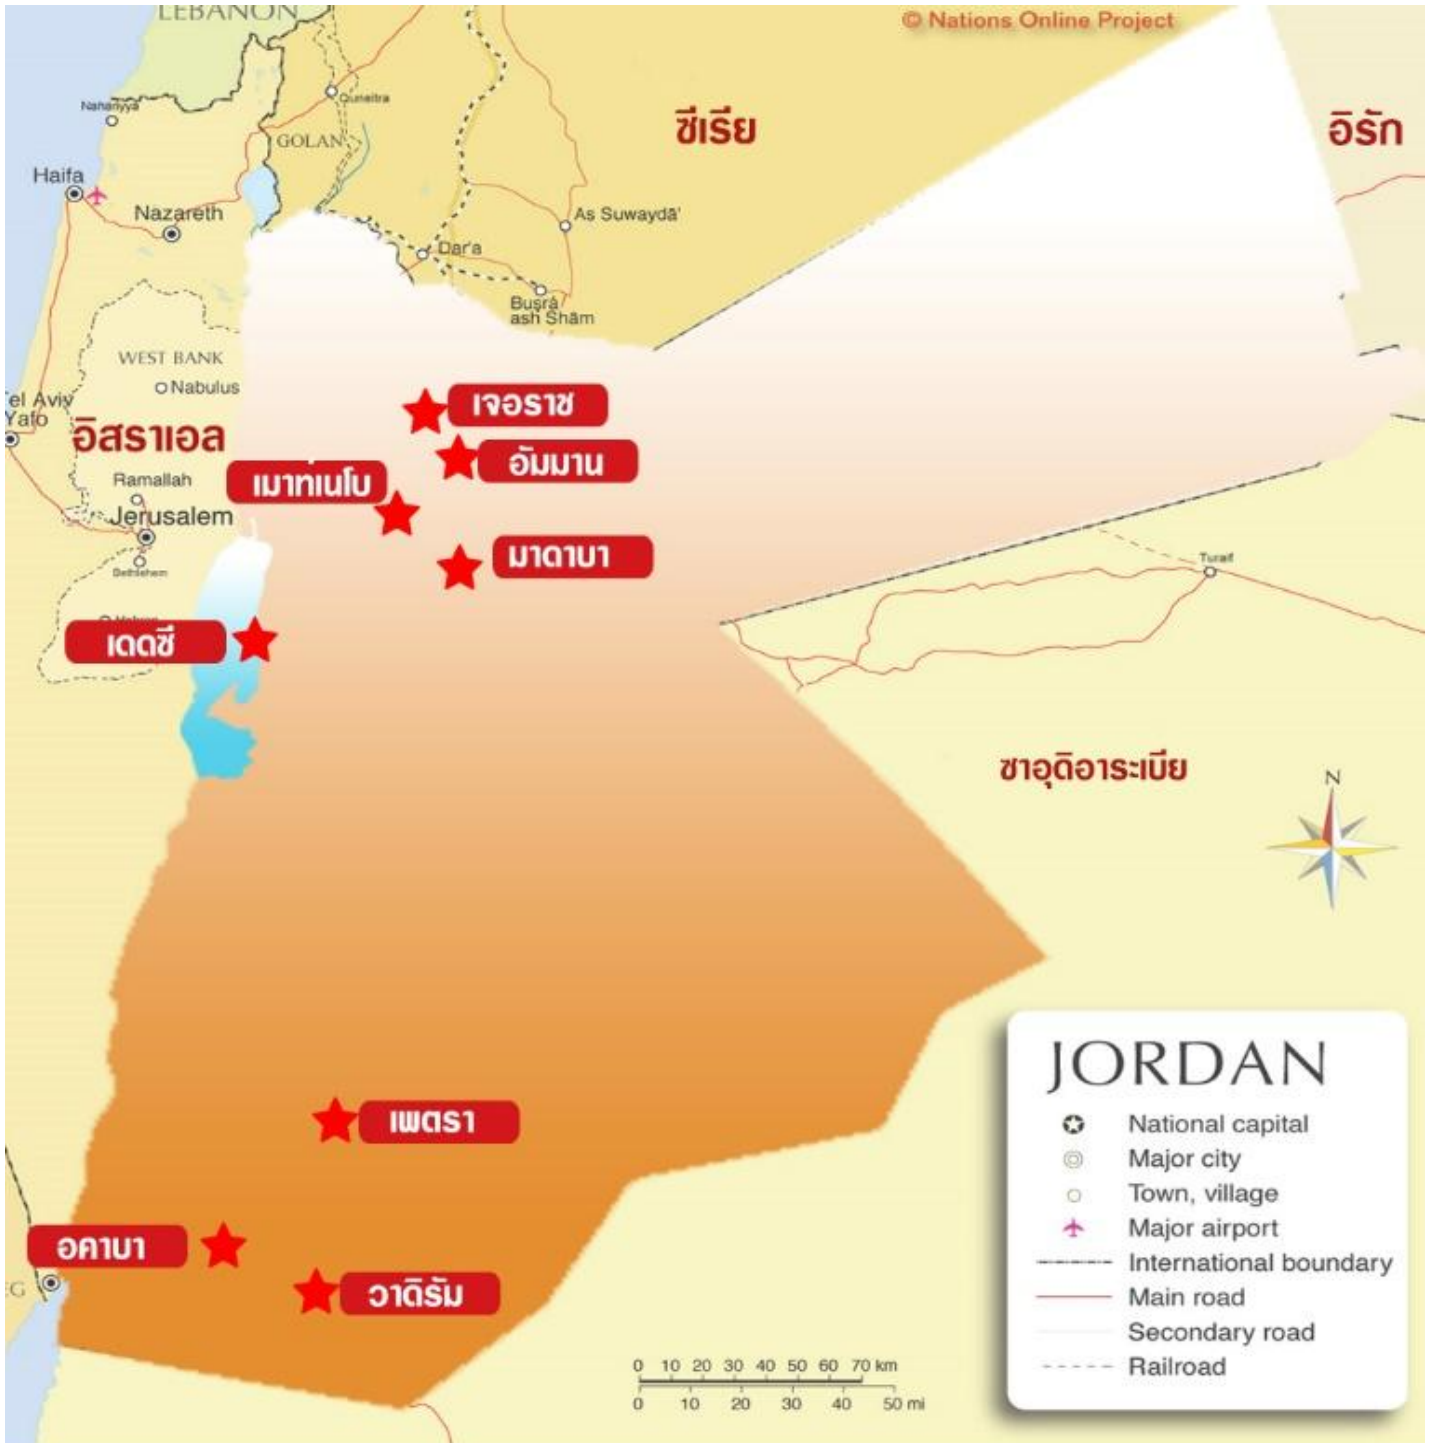 LEBANON
© Nations Online Project
Nahariyya
Quneitra
ซีเรีย
อิรัก
GOLAN
Haifa
Nazareth
As Suwaydā'
Dar'a
Buşrá
ash Shām
WEST BANK
Nabulus
el Aviv
Yafo
เจอราช
อิสราเอล
อัมมาน
Ramallah
เมาท์เนโบ
Jerusalem
มาดาบา
Turaif
Bethlehem
เดดซี
ซาอุดิอาระเบีย
N
JORDAN
National capital
Major city
Town, village
Major airport
International boundary
Main road
Secondary road
Railroad
เพตรา
อคาบา
วาดิรัม
0 10 20 30 40 50 60 70 km
0 10 20 30 40 50 mi